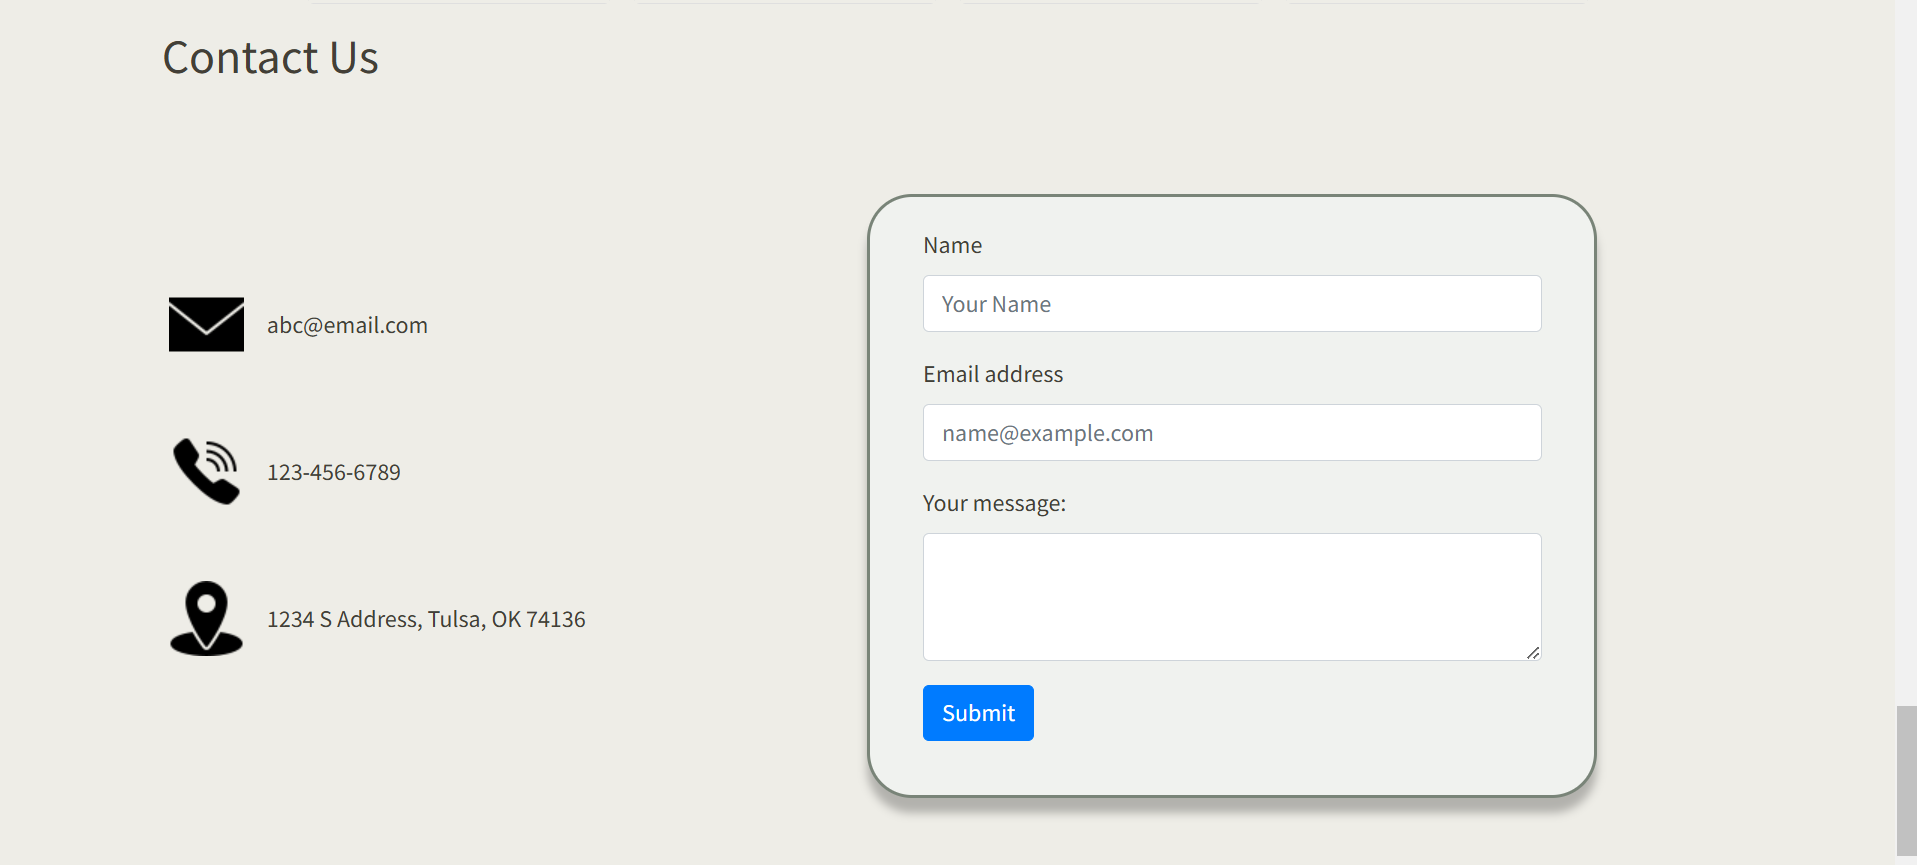 Contact Us
abc@email.com
123-456-6789
1234 S Address, Tulsa, OK 74136
Name
Your Name
Email address
name@example.com
Your message:
Submit